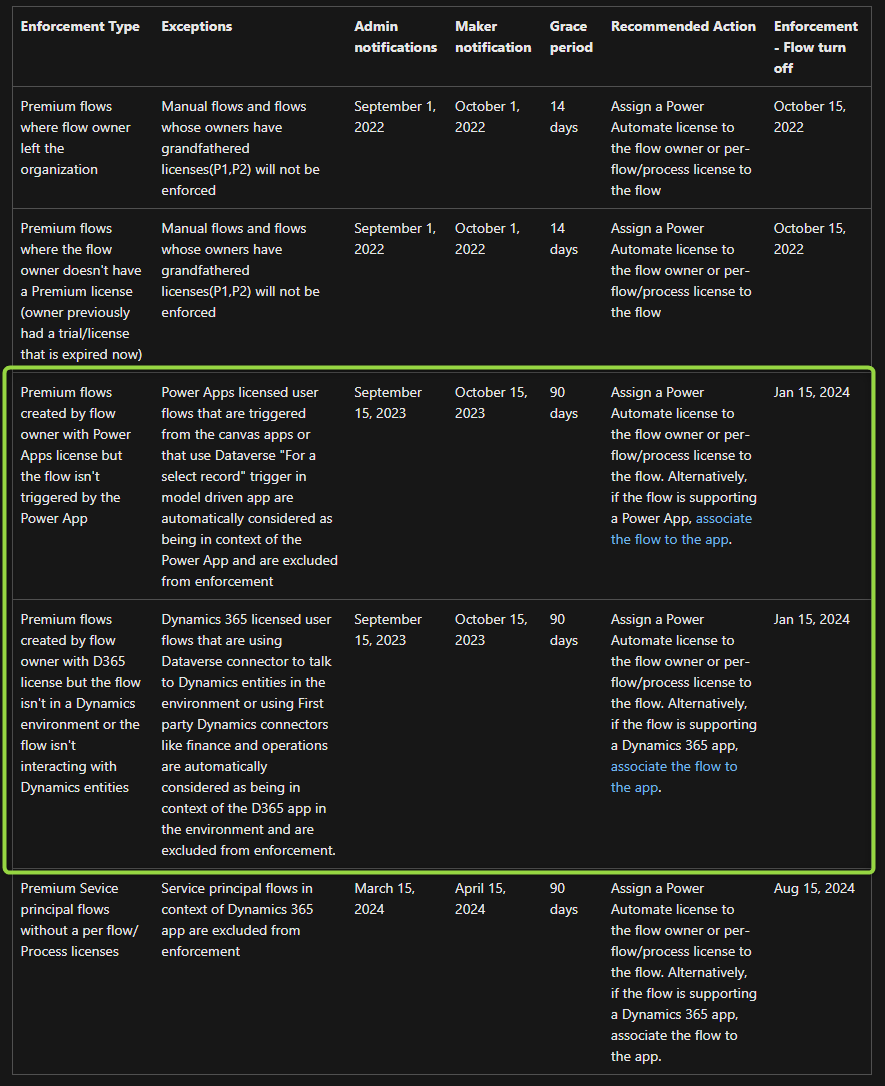 Enforcement Type
Exceptions
Admin
notifications
Maker
notification
Grace
period
Recommended Action
Enforcement
- Flow turn
off
Premium flows
where flow owner
left the
organization
Manual flows and flows
whose owners have
grandfathered
licenses(P1,P2) will not be
enforced
September 1,
2022
October 1,
2022
14
days
Assign a Power
Automate license to
the flow owner or per-
flow/process license to
the flow
October 15,
2022
Premium flows
where the flow
owner doesn't have
a Premium license
(owner previously
had a trial/license
that is expired now)
Manual flows and flows
whose owners have
grandfathered
licenses(P1,P2) will not be
enforced
September 1,
2022
October 1,
2022
14
days
Assign a Power
Automate license to
the flow owner or per-
flow/process license to
the flow
October 15,
2022
Premium flows
created by flow
owner with Power
Apps license but
the flow isn't
triggered by the
Power App
Power Apps licensed user
flows that are triggered
from the canvas apps or
that use Dataverse "For a
select record" trigger in
model driven app are
automatically considered as
being in context of the
Power App and are excluded
from enforcement
September
15, 2023
October 15,
2023
90
days
Assign a Power
Automate license to
the flow owner or per-
flow/process license to
the flow. Alternatively,
if the flow is supporting
a Power App, associate
the flow to the app.
Jan 15, 2024
Premium flows
created by flow
owner with D365
license but the flow
isn't in a Dynamics
environment or the
flow isn't
interacting with
Dynamics entities
Dynamics 365 licensed user
flows that are using
Dataverse connector to talk
to Dynamics entities in the
environment or using First
party Dynamics connectors
like finance and operations
are automatically
considered as being in
context of the D365 app in
the environment and are
excluded from enforcement.
September
15, 2023
October 15,
2023
90
days
Assign a Power
Automate license to
the flow owner or per-
flow/process license to
the flow. Alternatively,
if the flow is supporting
a Dynamics 365 app,
associate the flow to
the app.
Jan 15, 2024
Premium Sevice
principal flows
without a per flow/
Process licenses
Service principal flows in
context of Dynamics 365
app are excluded from
enforcement
March 15,
2024
April 15,
2024
90
days
Assign a Power
Automate license to
the flow owner or per-
flow/process license to
the flow. Alternatively,
if the flow is supporting
a Dynamics 365 app,
associate the flow to
the app.
Aug 15, 2024